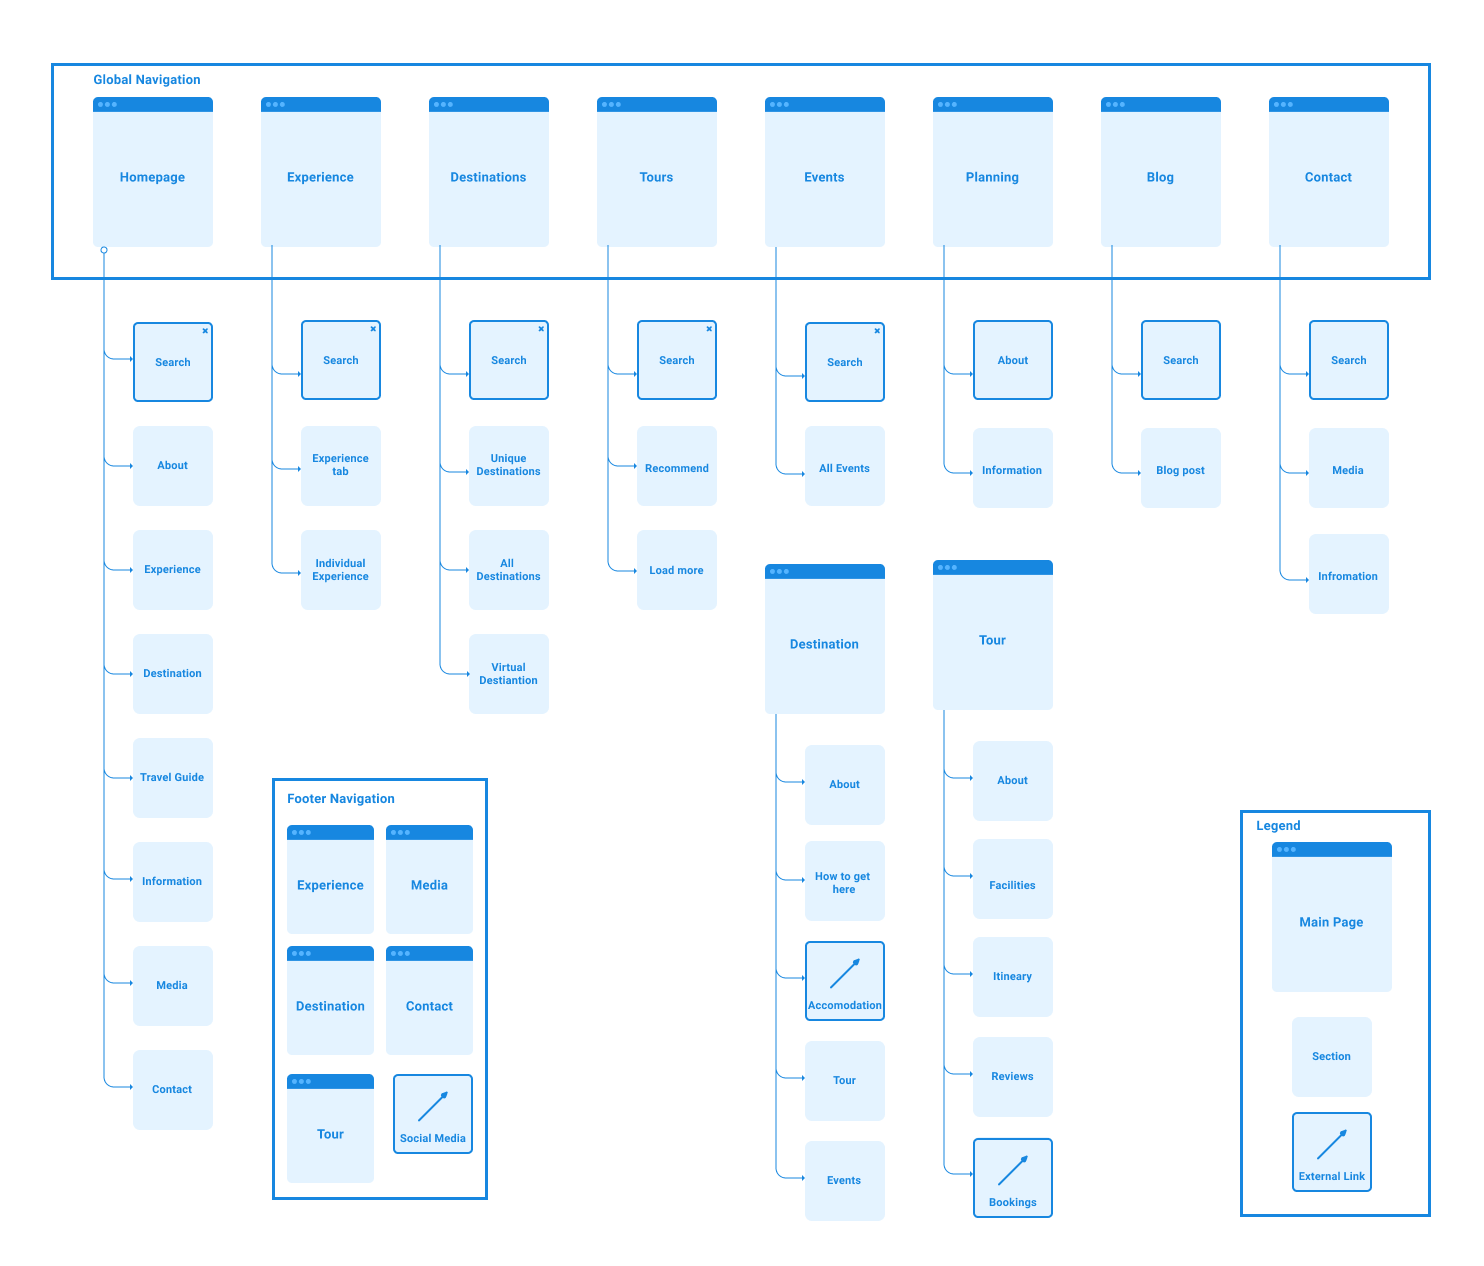 Global Navigation
Homepage
Experience
Destinations
Tours
Events
Planning
Blog
Contact
Search
About
Experience
Destination
Travel Guide
Information
Media
Contact
Search
Experience
tab
Individual
Experience
Search
Unique
Destinations
All
Destinations
Virtual
Destiantion
Search
Recommend
Load more
Search
All Events
About
Information
Search
Blog post
Search
Media
Infromation
Destination
About
How to get
here
Accomodation
Tour
Events
Tour
About
Facilities
Itineary
Reviews
Bookings
Footer Navigation
Experience
Media
Destination
Contact
Tour
Social Media
Legend
Main Page
Section
External Link